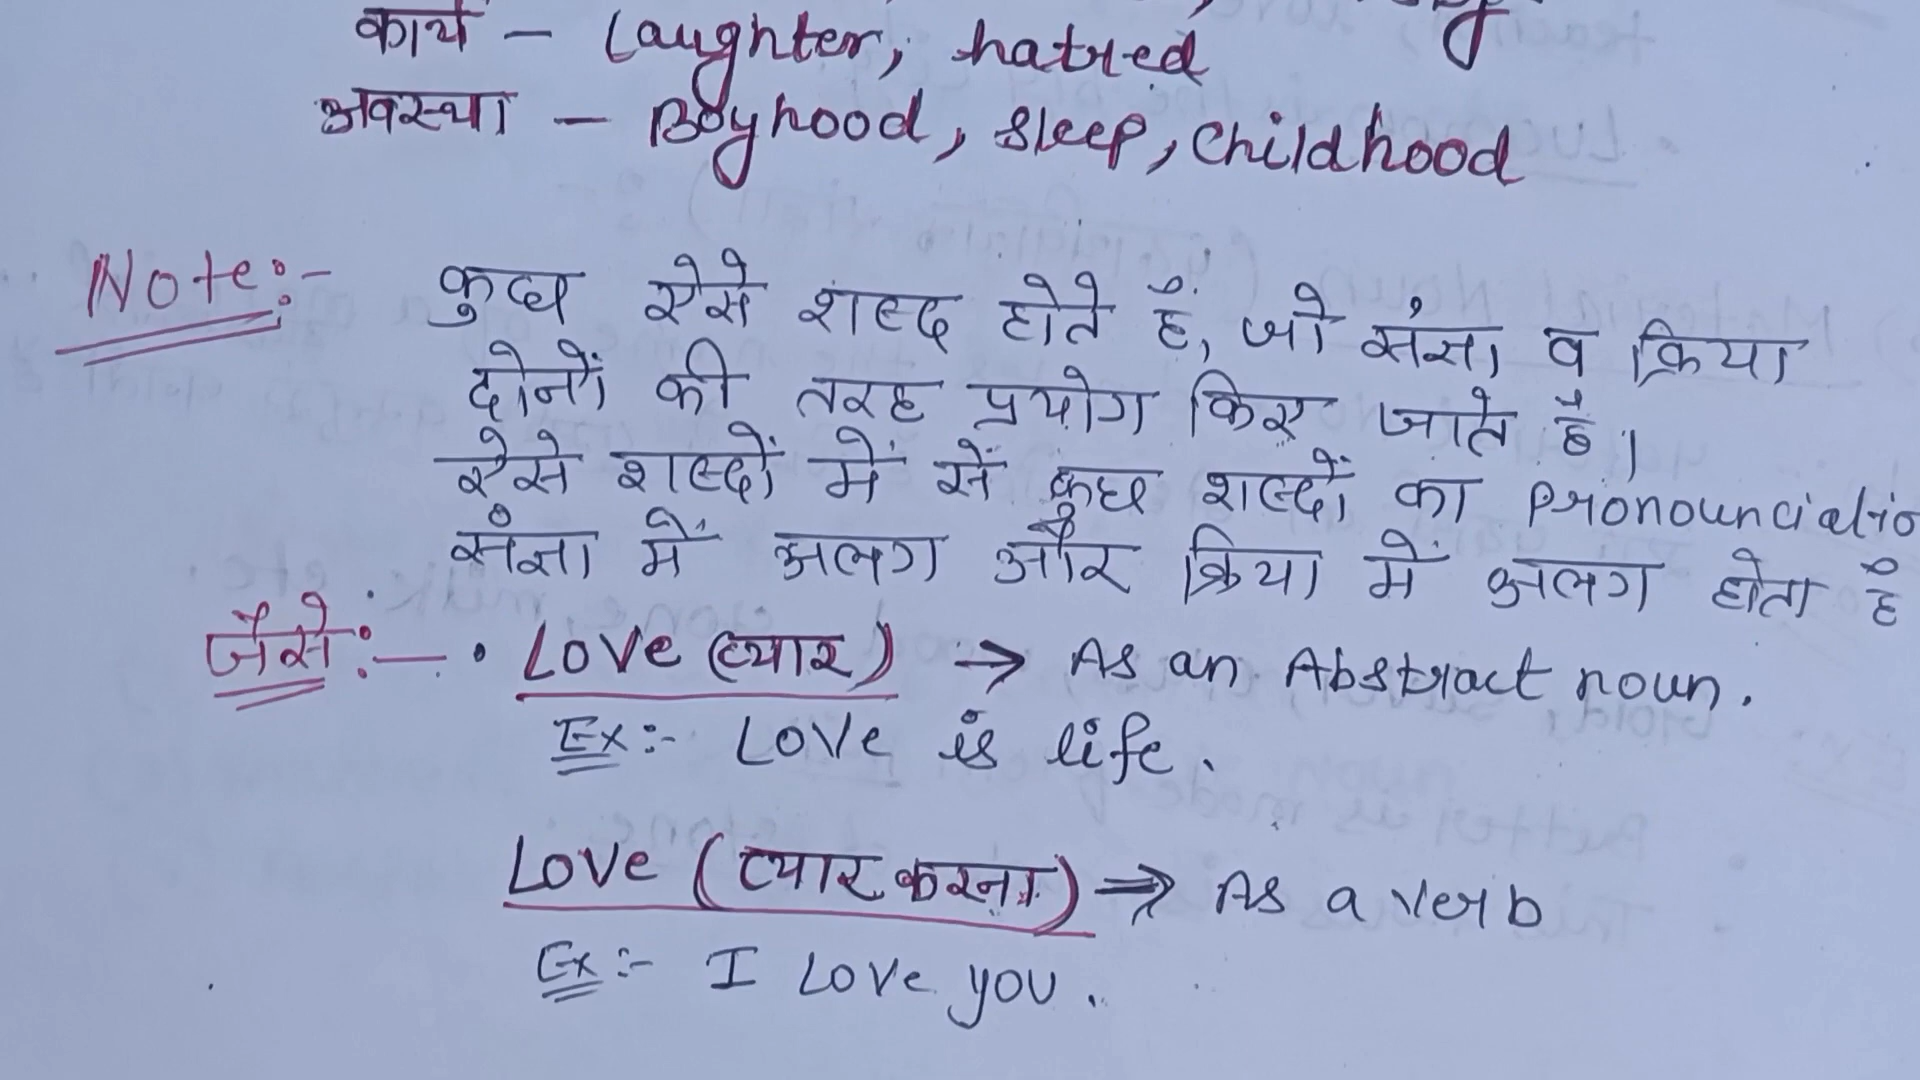 कार्य - Laughter, hatred
अवस्था - Boyhood, Sleep, Childhood
Note:- कुछ ऐसे शब्द होते हैं, जो संज्ञा व क्रिया
दोनों की तरह प्रयोग किए जाते है।
ऐसे शब्दों में सें कुछ शब्दों का Pronounciatio
संज्ञा में अलग और क्रिया में अलग होता है
जैसे:- • Love (प्यार) → As an Abstract noun.
Ex:- Love is life.
Love (प्यार करना) ⇒ As a verb
Ex:- I Love you.